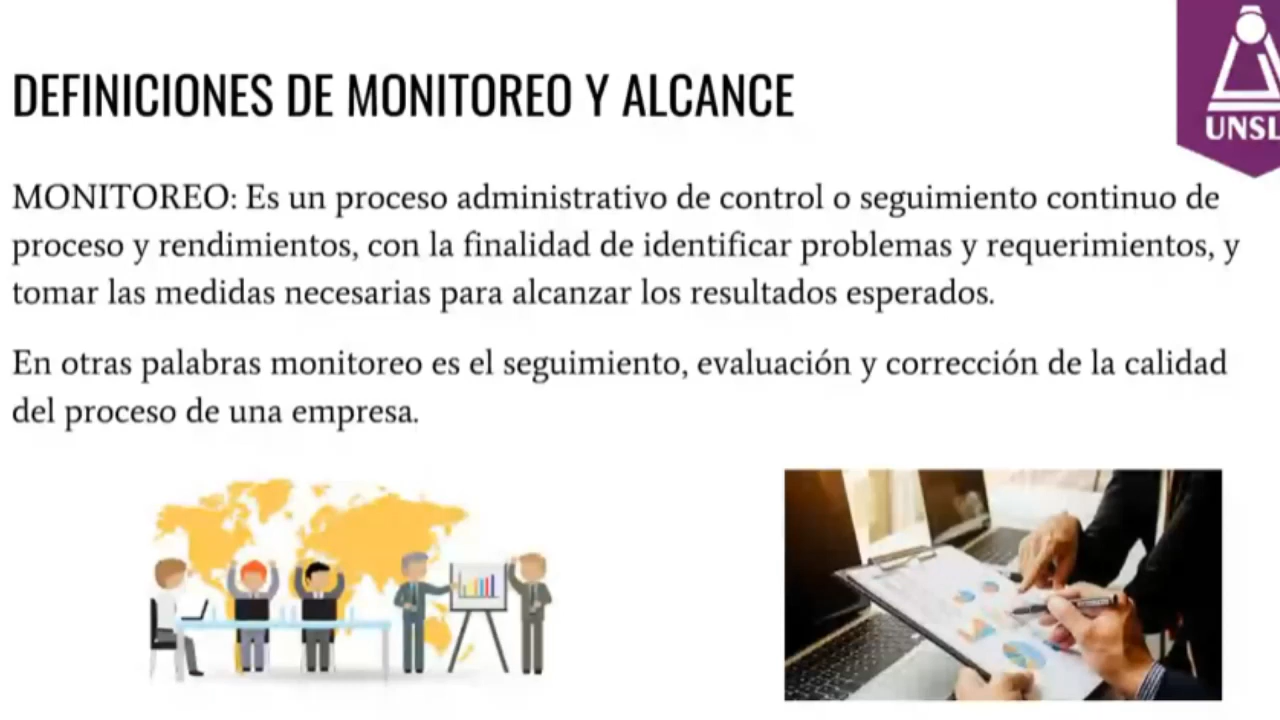 DEFINICIONES DE MONITOREO Y ALCANCE
UNSL
MONITOREO: Es un proceso administrativo de control o seguimiento continuo de
proceso y rendimientos, con la finalidad de identificar problemas y requerimientos, y
tomar las medidas necesarias para alcanzar los resultados esperados.
En otras palabras monitoreo es el seguimiento, evaluación y corrección de la calidad
del proceso de una empresa.